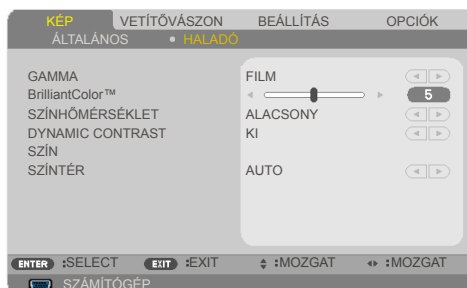 KÉP VETÍTŐVÁSZON BEÁLLÍTÁS OPCIÓK
ÁLTALÁNOS • HALADÓ
GAMMA FILM
BrilliantColor™ 5
SZÍNHŐMÉRSÉKLET ALACSONY
DYNAMIC CONTRAST KI
SZÍN
SZÍNTÉR AUTO
ENTER :SELECT EXIT :EXIT :MOZGAT :MOZGAT
SZÁMÍTÓGÉP